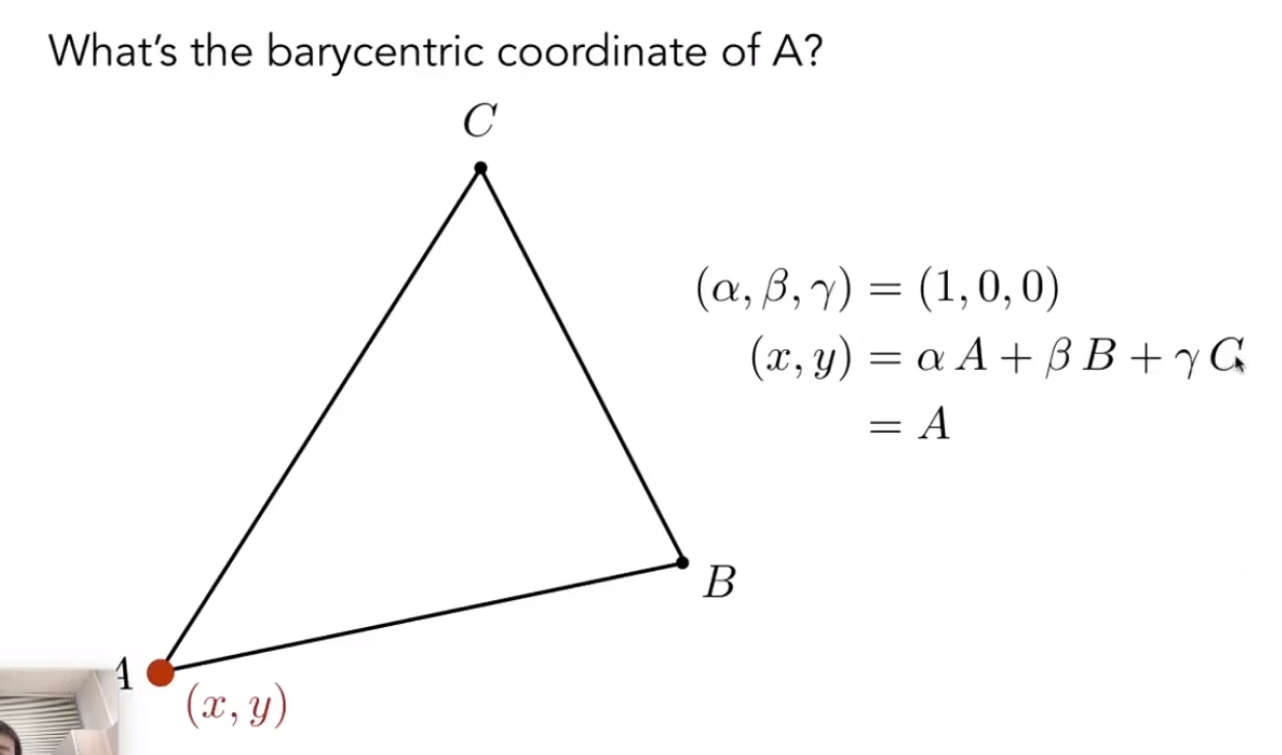 What's the barycentric coordinate of A?
C
(α, β, γ) = (1, 0, 0)
(x, y) = α A + β B + γ C
= A
B
A
(x, y)